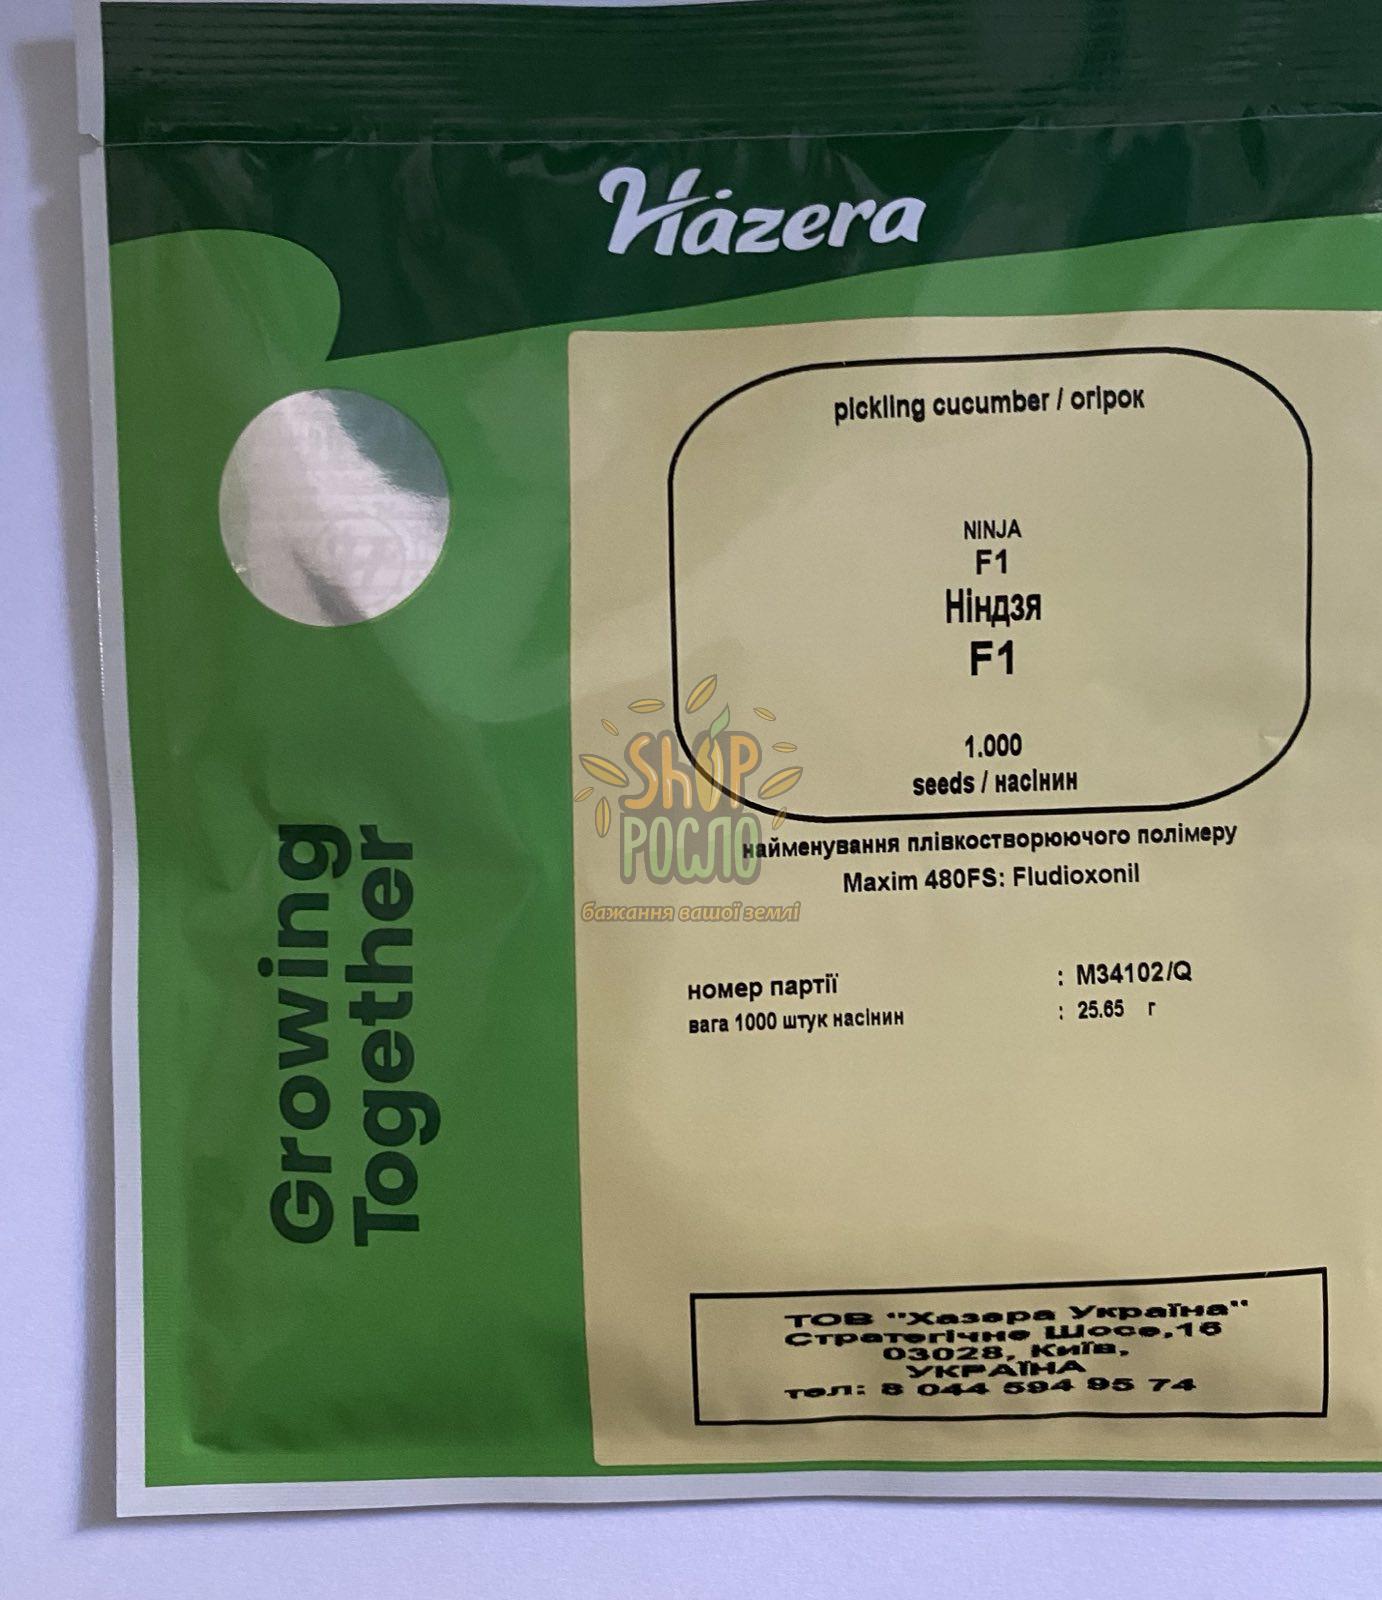 Hazera
pickling cucumber / огірок
NINJA
F1
Ніндзя
F1
1.000
seeds / насінин
найменування плівкостворюючого полімеру
Maxim 480FS: Fludioxonil
номер партії : M34102/Q
вага 1000 штук насінин : 25.65 г
ТОВ "Хазера Україна"
Стратегічне Шосе,16
03028, Київ,
УКРАЇНА
тел: 8 044 594 95 74
Growing
Together
Shop
Росло
бажання вашої землі